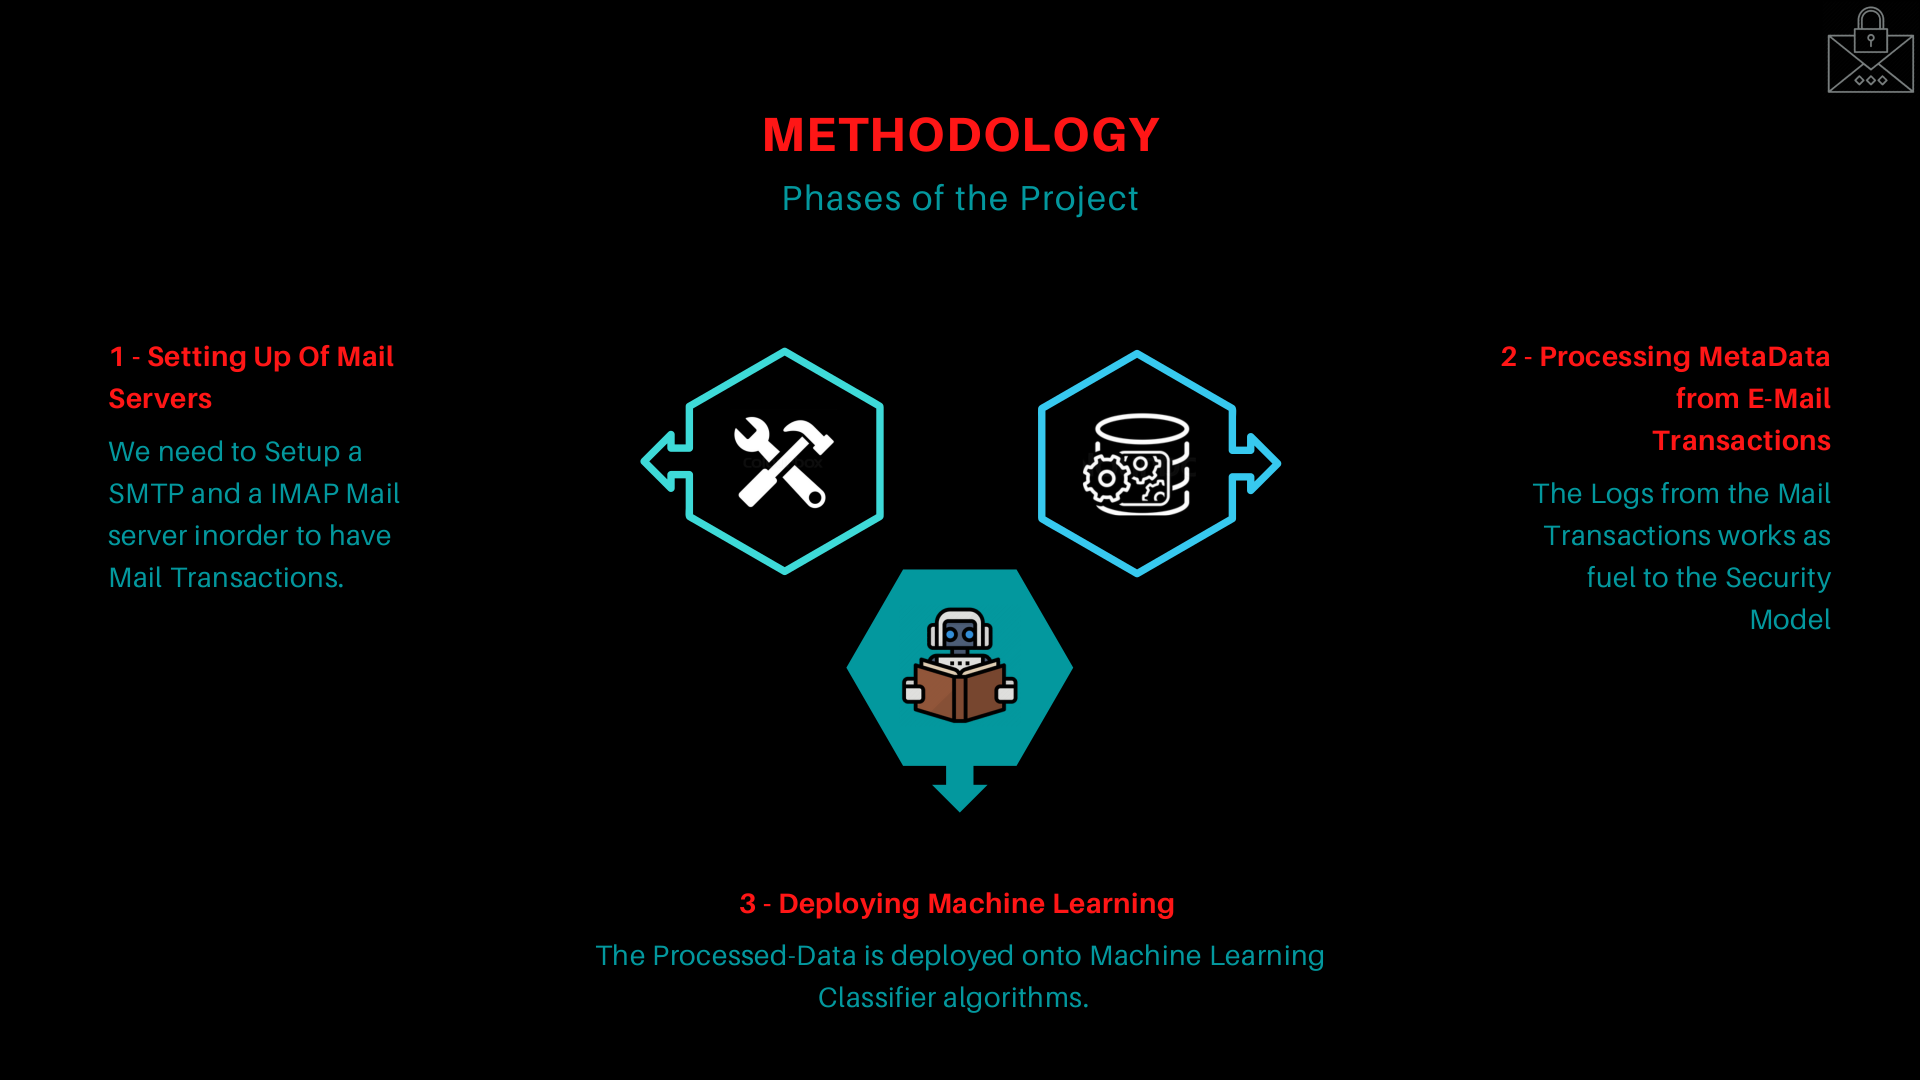 METHODOLOGY
Phases of the Project
1 - Setting Up Of Mail
Servers
We need to Setup a
SMTP and a IMAP Mail
server inorder to have
Mail Transactions.
2 - Processing MetaData
from E-Mail
Transactions
The Logs from the Mail
Transactions works as
fuel to the Security
Model
3 - Deploying Machine Learning
The Processed-Data is deployed onto Machine Learning
Classifier algorithms.